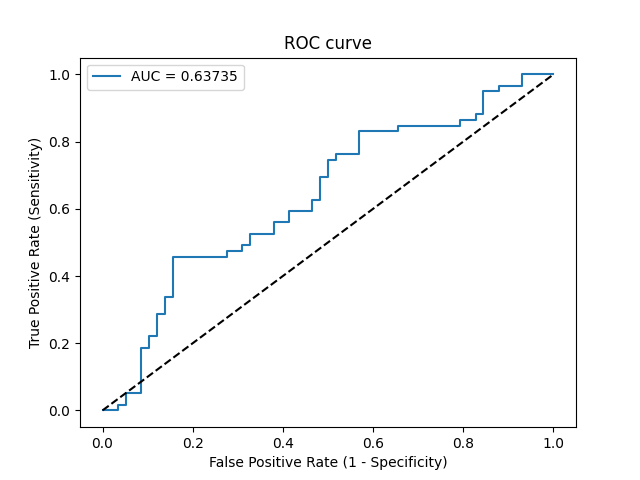 ROC curve
AUC = 0.63735
True Positive Rate (Sensitivity)
1.0
0.8
0.6
0.4
0.2
0.0
0.0 0.2 0.4 0.6 0.8 1.0
False Positive Rate (1 - Specificity)